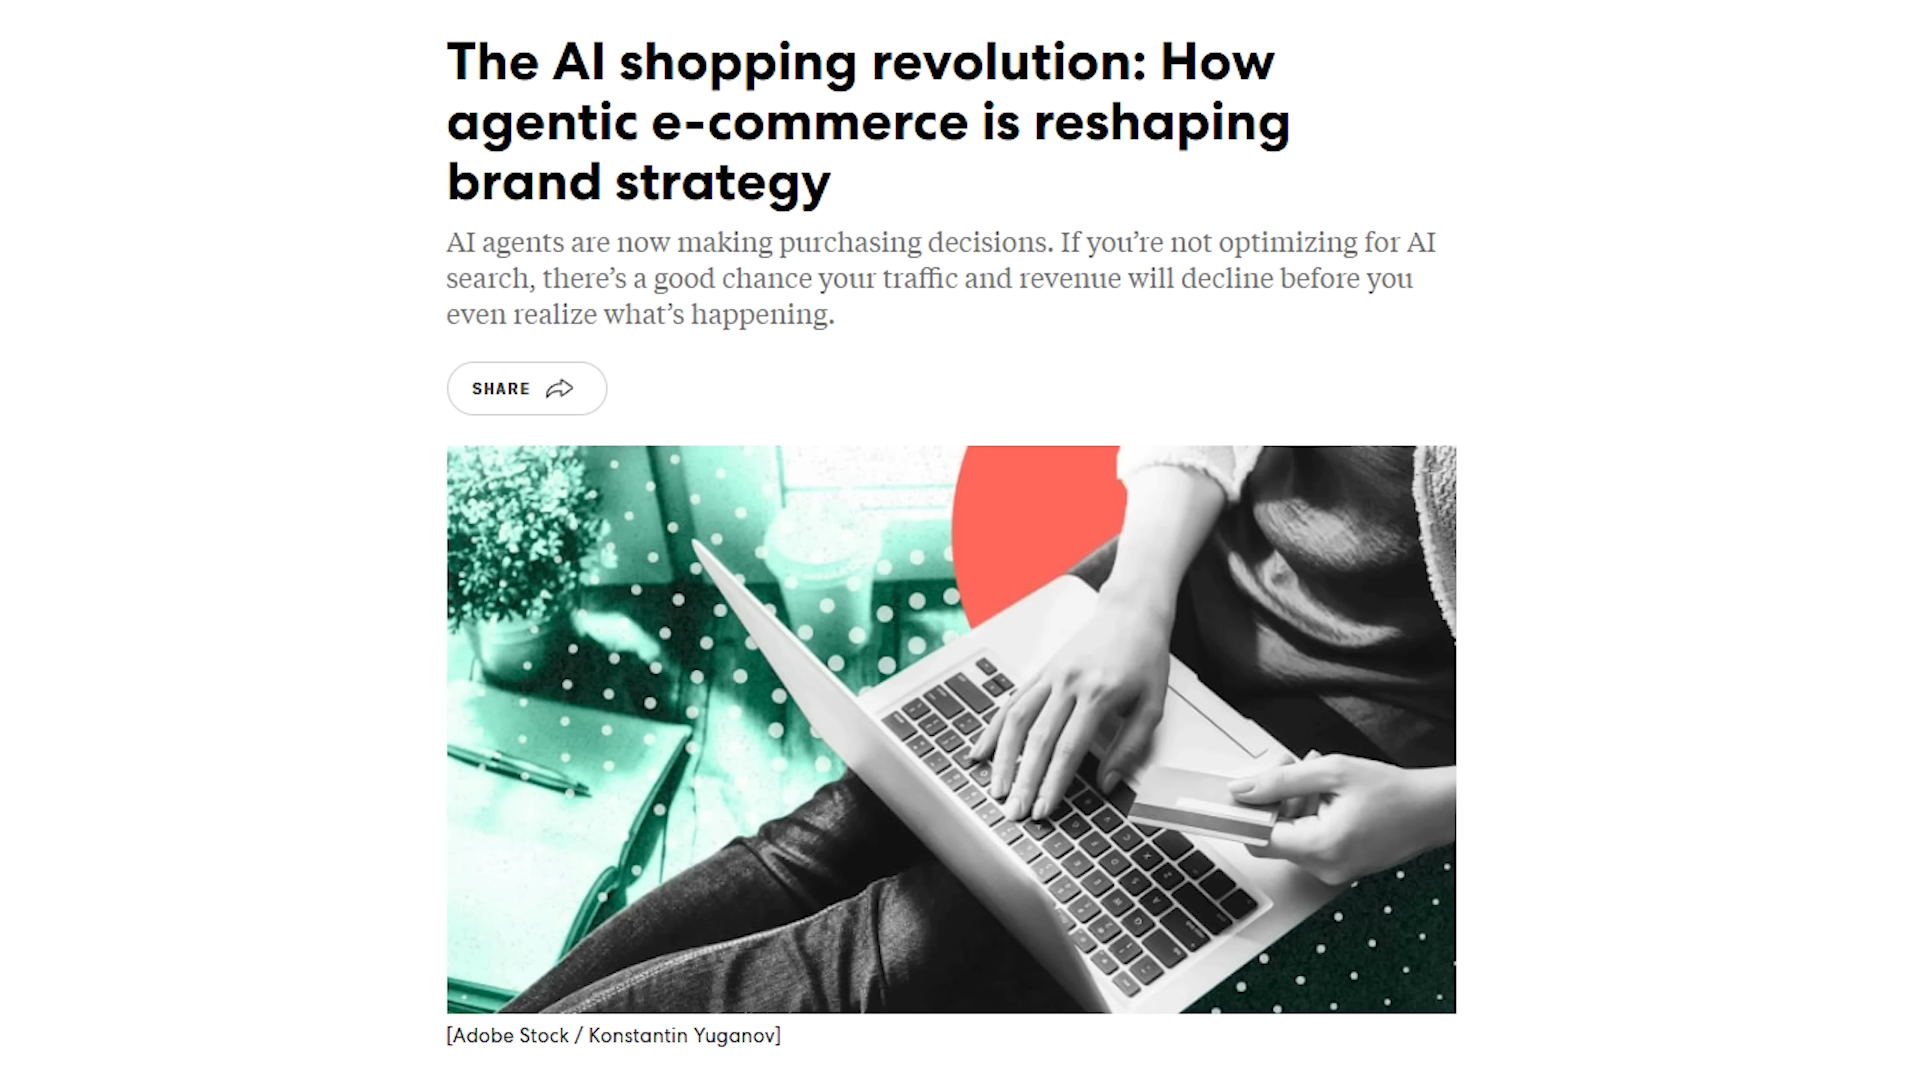 The AI shopping revolution: How
agentic e-commerce is reshaping
brand strategy
AI agents are now making purchasing decisions. If you’re not optimizing for AI
search, there’s a good chance your traffic and revenue will decline before you
even realize what’s happening.
SHARE
[Adobe Stock / Konstantin Yuganov]